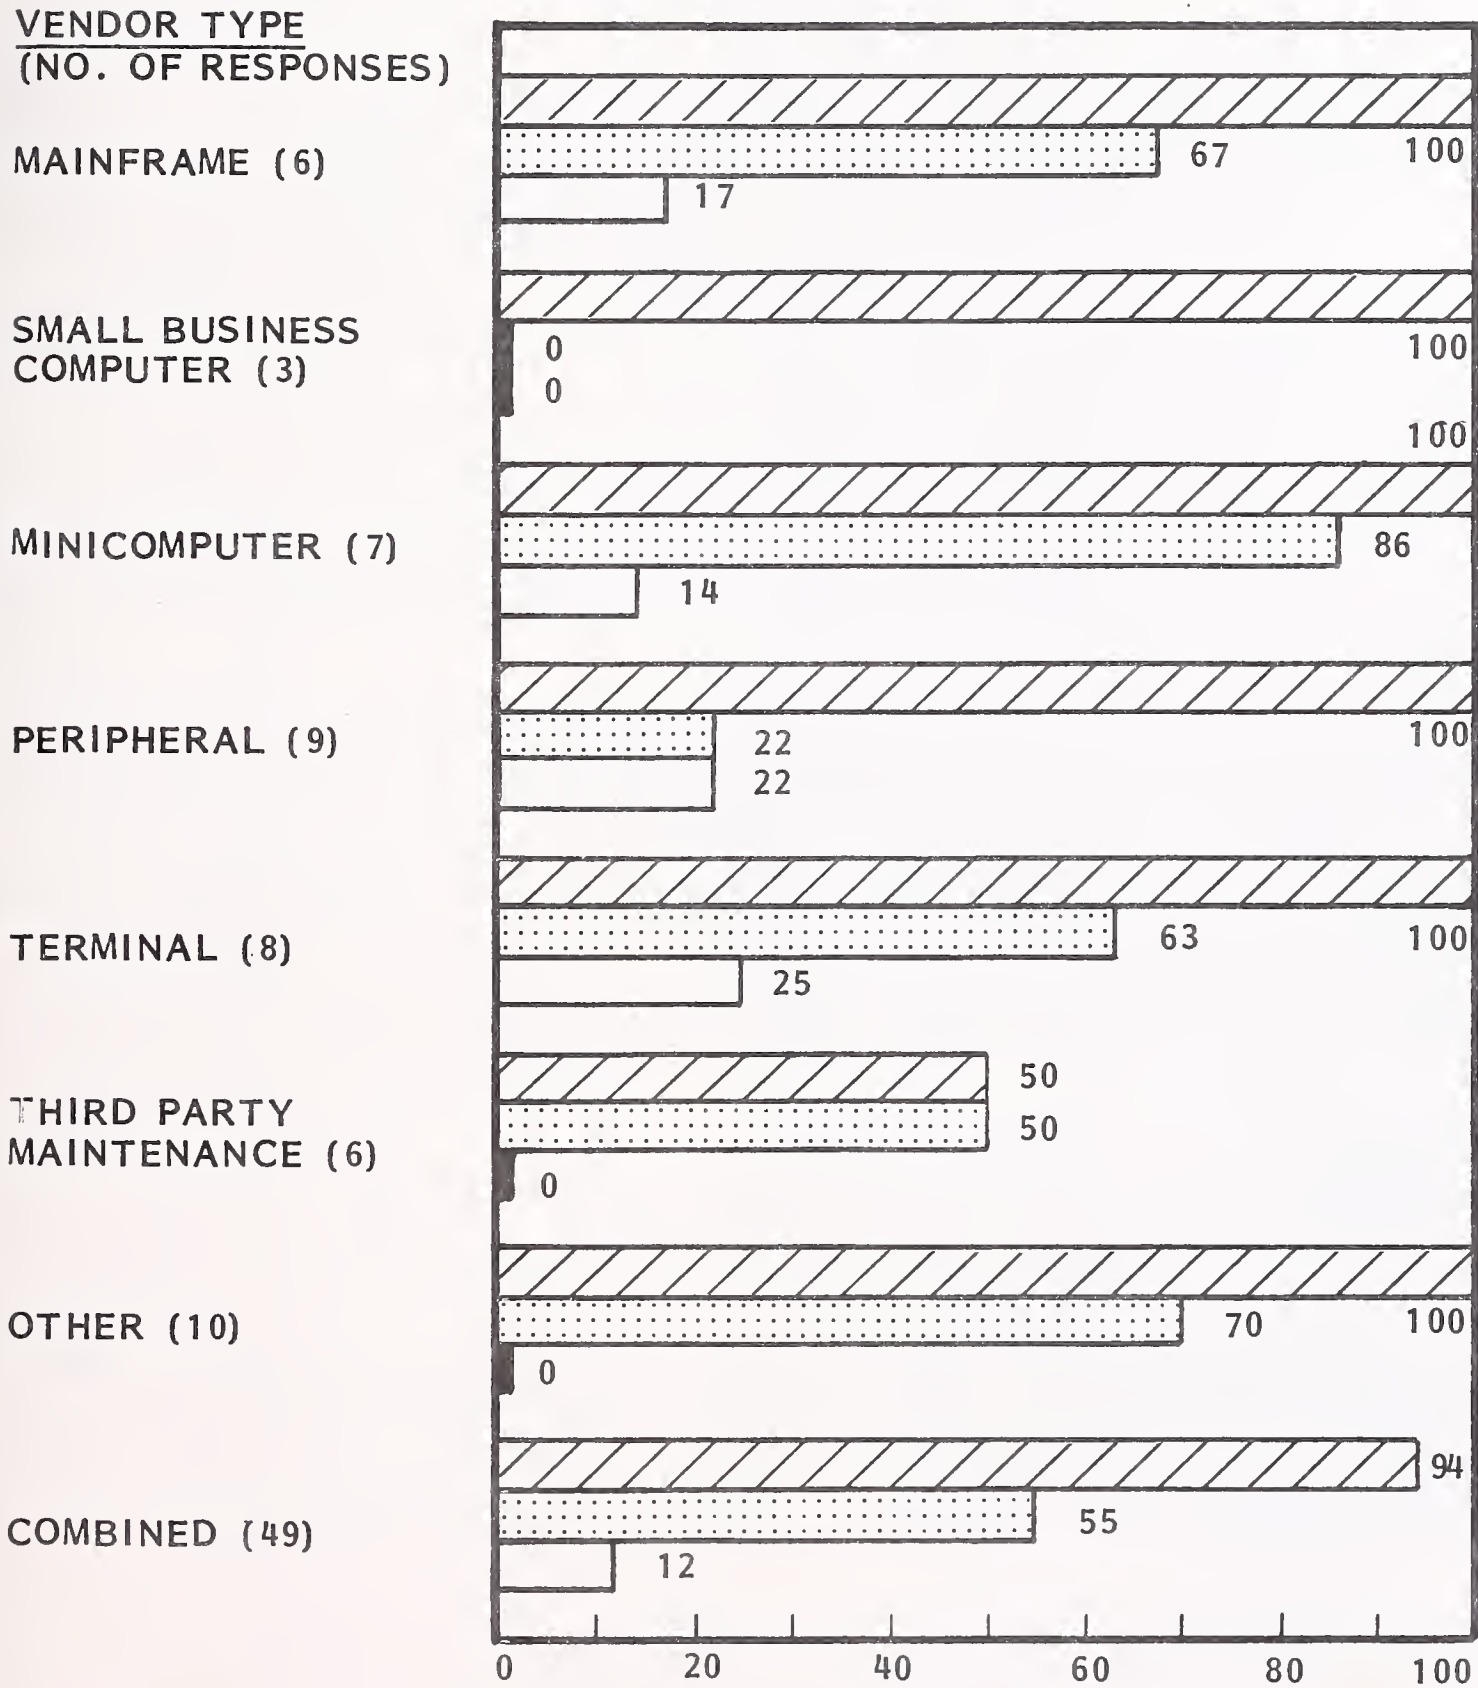 VENDOR TYPE
(NO. OF RESPONSES)
MAINFRAME (6)
67
100
17
SMALL BUSINESS
COMPUTER (3)
0
100
0
100
MINICOMPUTER (7)
86
14
PERIPHERAL (9)
22
100
22
TERMINAL (8)
63
100
25
THIRD PARTY
MAINTENANCE (6)
50
50
0
OTHER (10)
70
100
0
COMBINED (49)
94
55
12
0 20 40 60 80 100